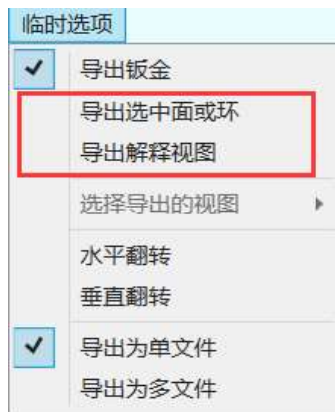 临时选项
导出钣金
导出选中面或环
导出解释视图
选择导出的视图
水平翻转
垂直翻转
导出为单文件
导出为多文件